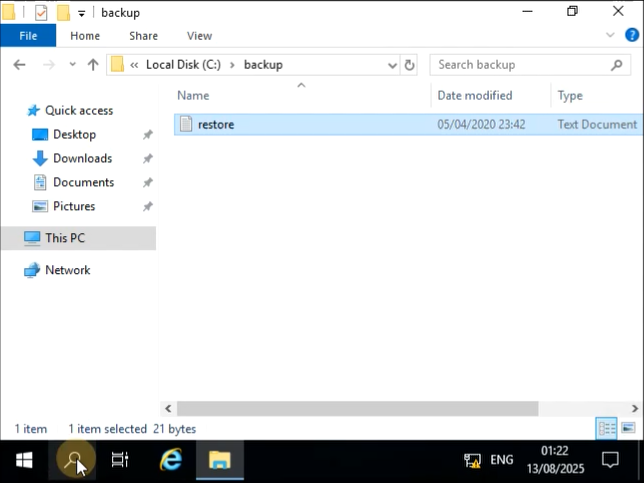 backup
File Home Share View
« Local Disk (C:) > backup
Search backup
Name Date modified Type
Quick access
restore 05/04/2020 23:42 Text Document
Desktop
Downloads
Documents
Pictures
This PC
Network
1 item 1 item selected 21 bytes
ENG
01:22
13/08/2025